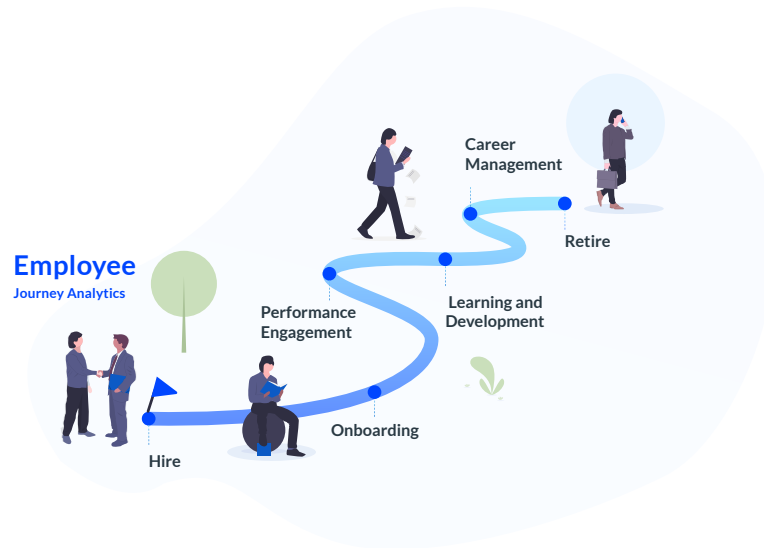 Employee
Journey Analytics
Hire
Onboarding
Performance
Engagement
Learning and
Development
Career
Management
Retire